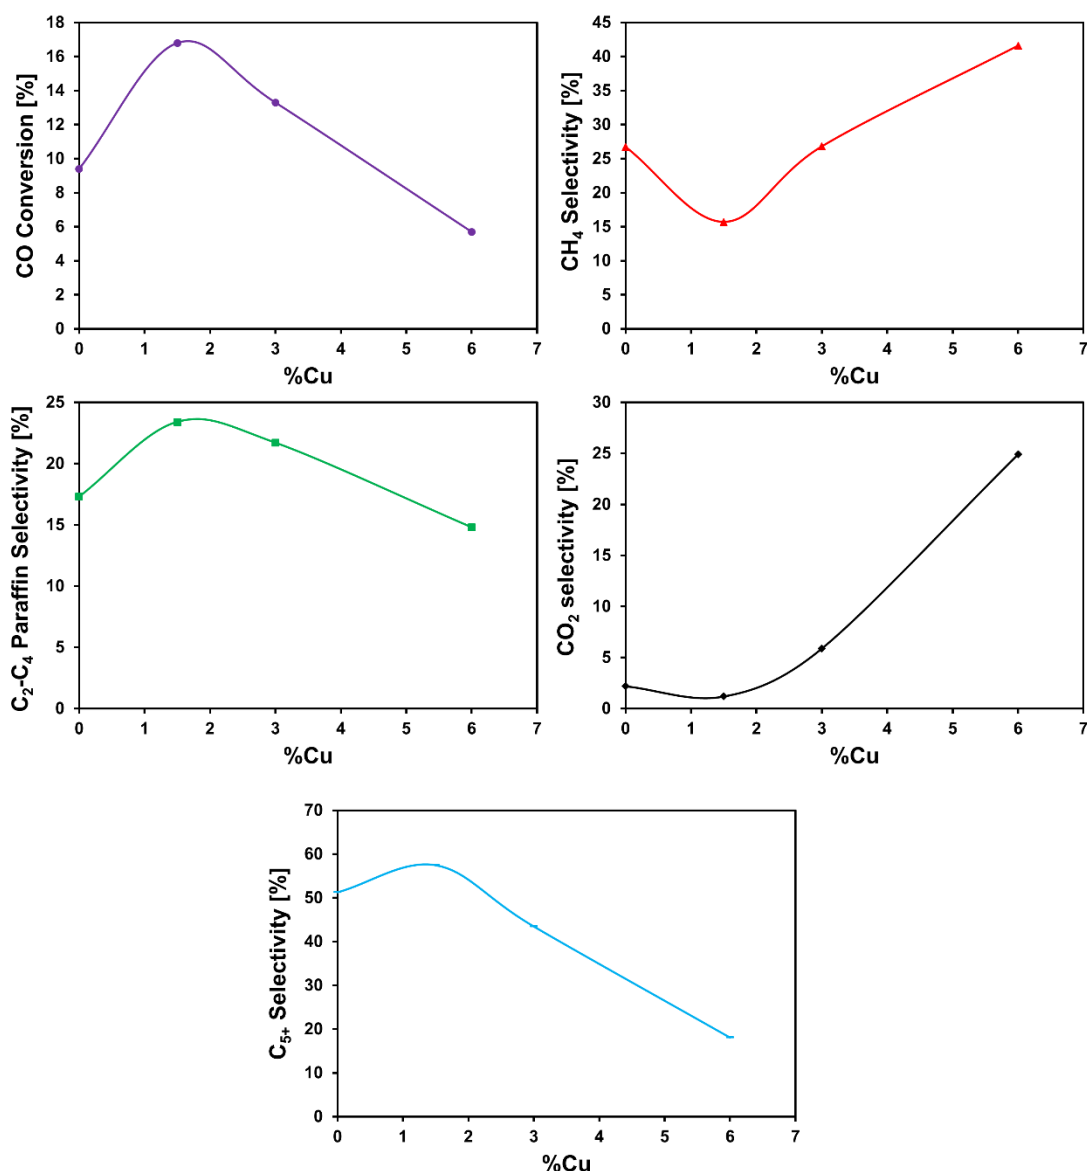 CO Conversion [%]
18
16
14
12
10
8
6
4
2
0
0 1 2 3 4 5 6 7
%Cu
CH₄ Selectivity [%]
45
40
35
30
25
20
15
10
5
0
0 1 2 3 4 5 6 7
%Cu
C₂-C₄ Paraffin Selectivity [%]
25
20
15
10
5
0
0 1 2 3 4 5 6 7
%Cu
CO₂ selectivity [%]
30
25
20
15
10
5
0
0 1 2 3 4 5 6 7
%Cu
C₅₊ Selectivity [%]
70
60
50
40
30
20
10
0
0 1 2 3 4 5 6 7
%Cu